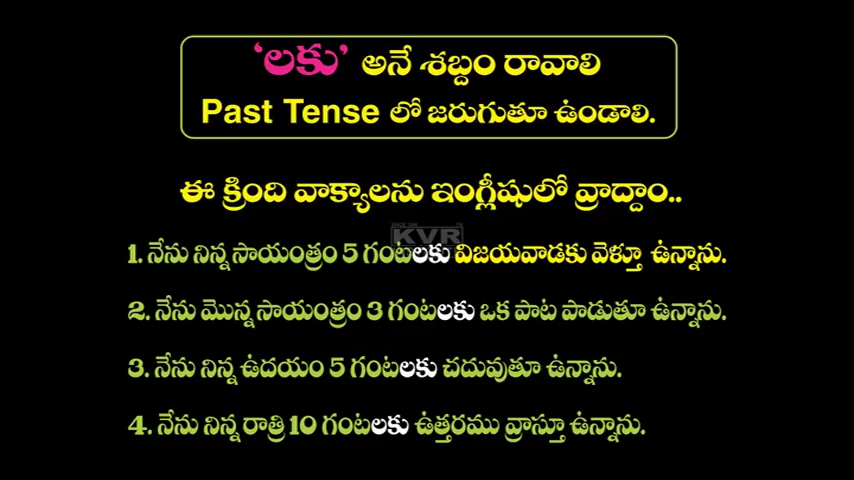 ‘లకు’ అనే శబ్దం రావాలి
Past Tense లో జరుగుతూ ఉండాలి.
ఈ క్రింది వాక్యాలను ఇంగ్లీషులో వ్రాద్దాం..
KVR
1. నేను నిన్న సాయంత్రం 5 గంటలకు విజయవాడకు వెళ్తూ ఉన్నాను.
2. నేను మొన్న సాయంత్రం 3 గంటలకు ఒక పాట పాడుతూ ఉన్నాను.
3. నేను నిన్న ఉదయం 5 గంటలకు చదువుతూ ఉన్నాను.
4. నేను నిన్న రాత్రి 10 గంటలకు ఉత్తరము వ్రాస్తూ ఉన్నాను.